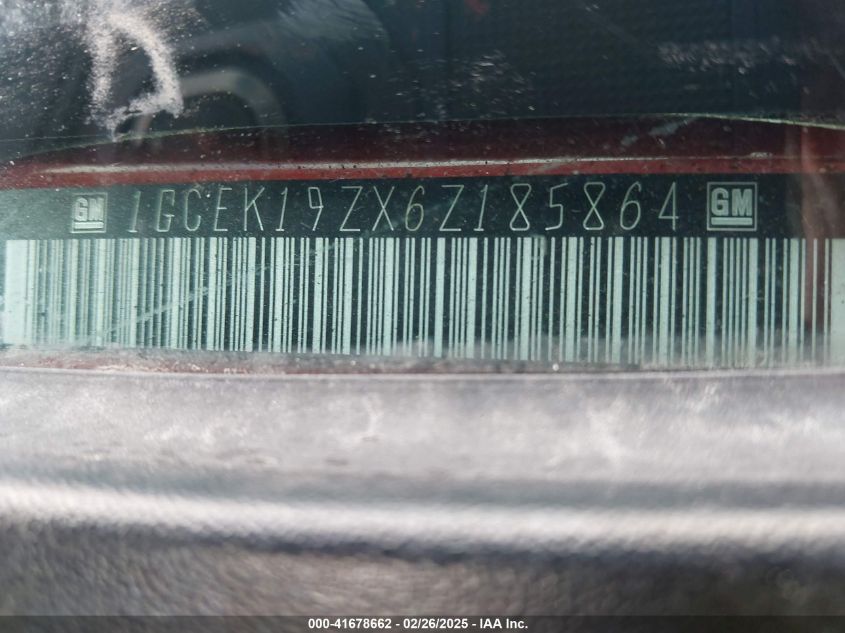 GM 1GCEK19ZX6Z185864 GM
000-41678662 / 02/26/2025 - IAA Inc.